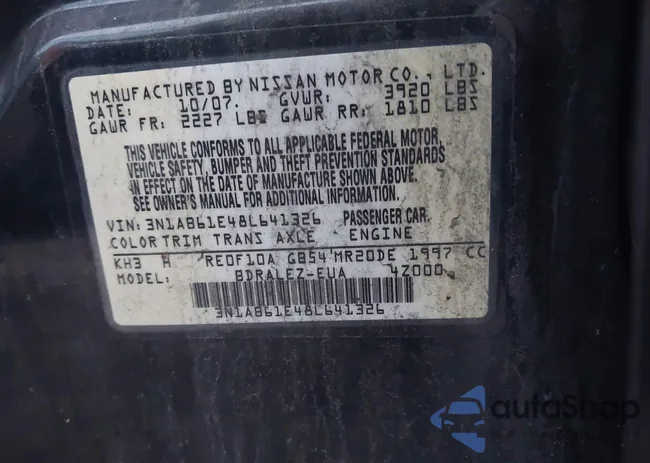 MANUFACTURED BY NISSAN MOTOR CO., LTD.
DATE: 10/07. GVWR: 3920 LBS
GAWR FR: 2227 LBS GAWR RR: 1810 LBS
THIS VEHICLE CONFORMS TO ALL APPLICABLE FEDERAL MOTOR
VEHICLE SAFETY, BUMPER AND THEFT PREVENTION STANDARDS
IN EFFECT ON THE DATE OF MANUFACTURE SHOWN ABOVE.
SEE OWNER'S MANUAL FOR ADDITIONAL INFORMATION.
VIN: 3N1AB61E48L641326 PASSENGER CAR
COLOR TRIM TRANS AXLE ENGINE
KH3 H RE0F10A GB54 MR20DE 1997 CC
MODEL: BDRALEZ-EUA 4Z000
3N1AB61E48L641326
autoSnap